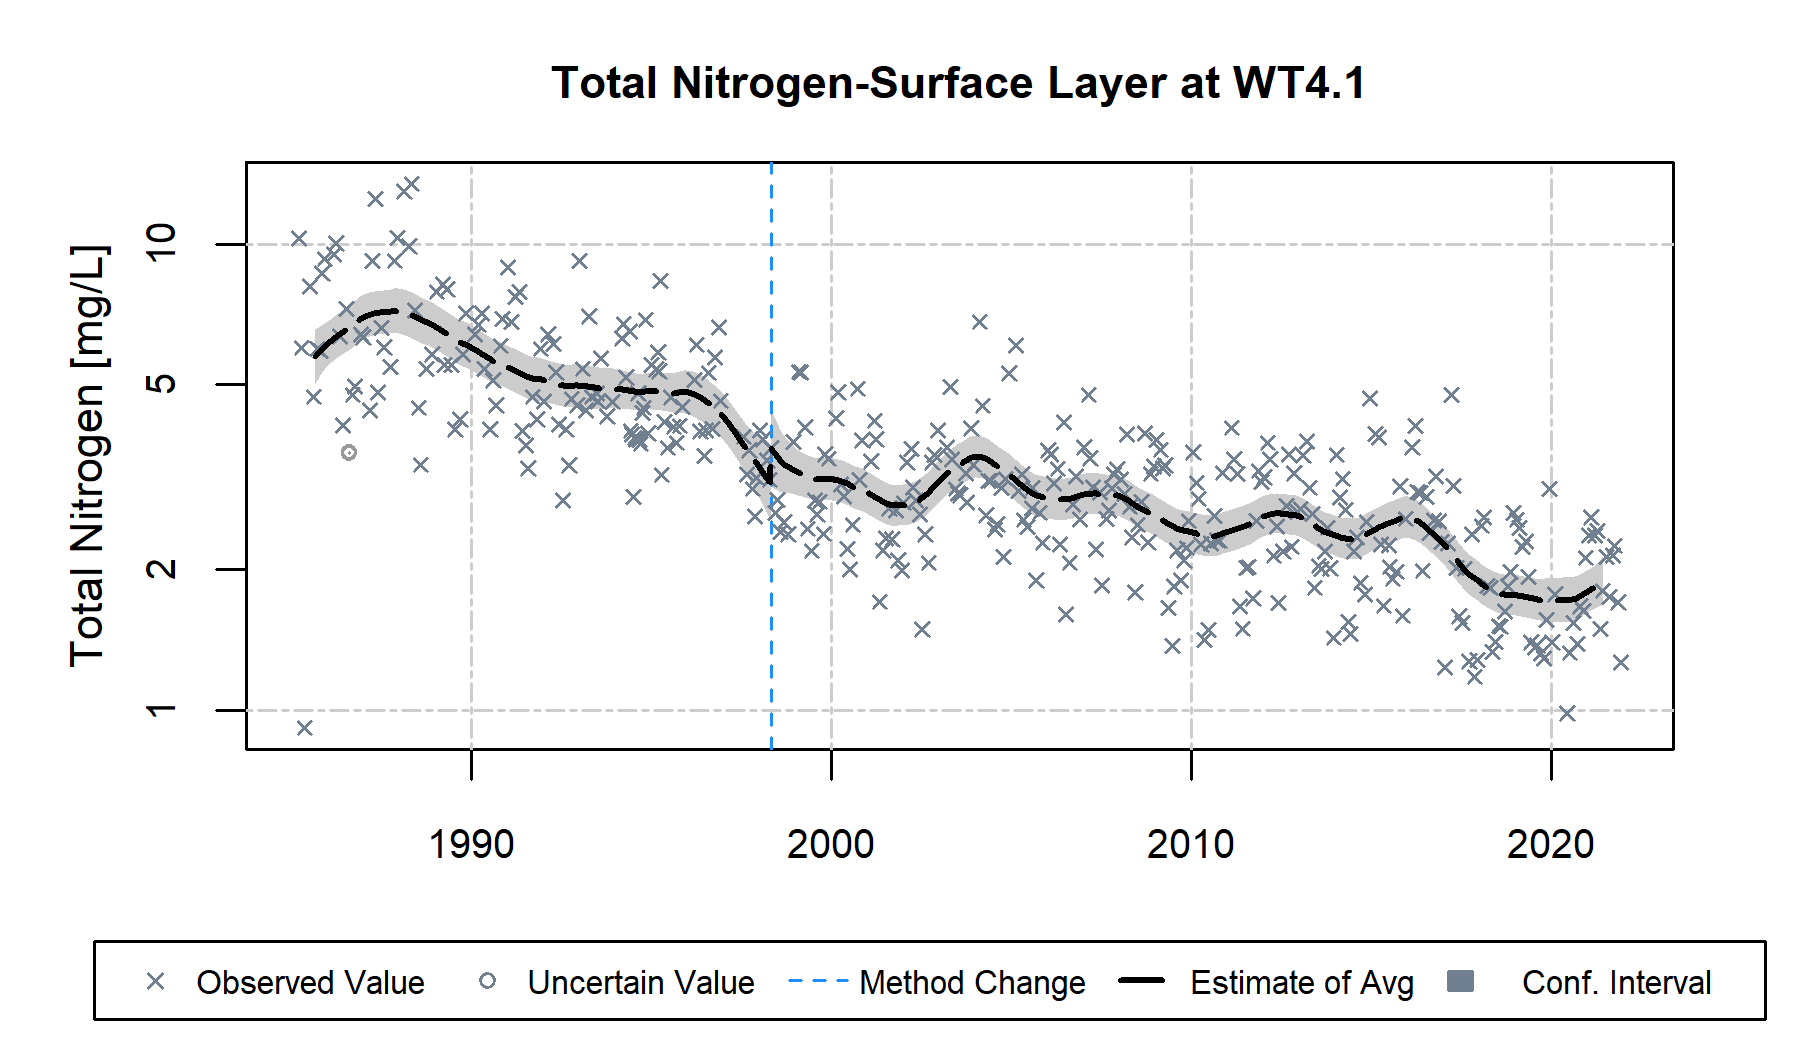 Total Nitrogen-Surface Layer at WT4.1
Total Nitrogen [mg/L]
10
5
2
1
1990
2000
2010
2020
Observed Value
Uncertain Value
Method Change
Estimate of Avg
Conf. Interval